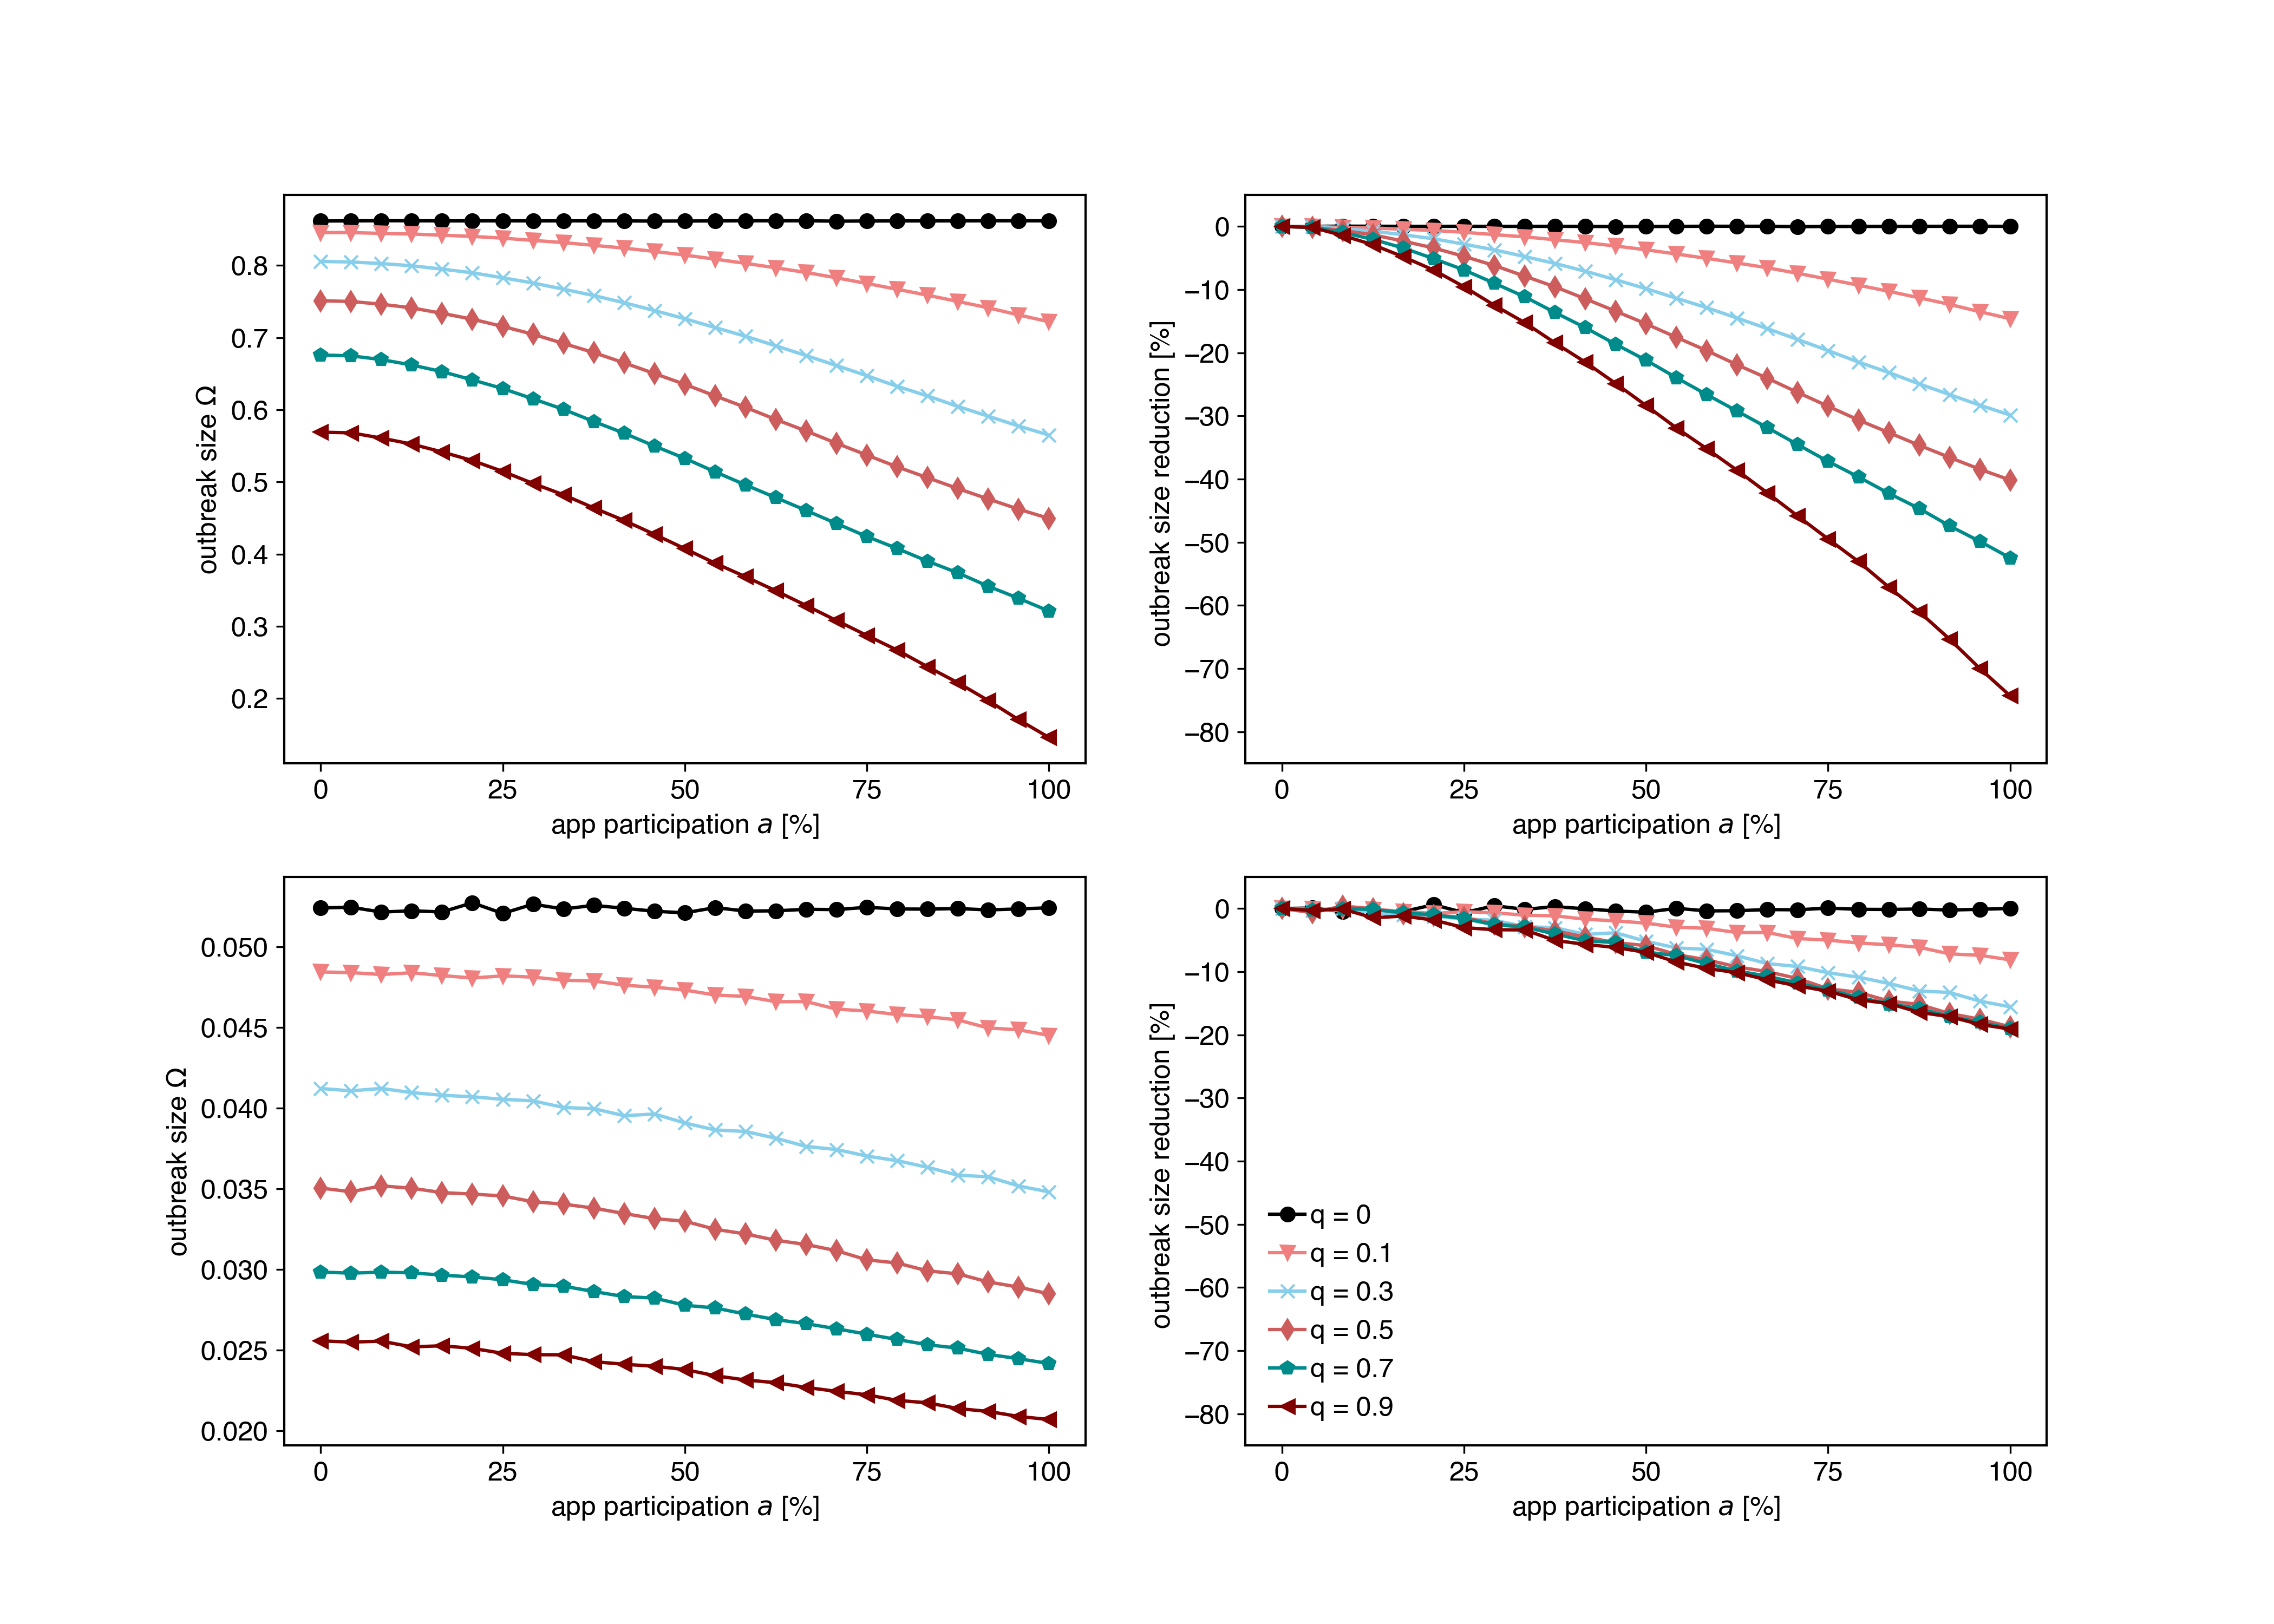 0.8
0.7
0.6
0.5
0.4
0.3
0.2
outbreak size Ω
0 25 50 75 100
app participation a [%]
0
−10
−20
−30
−40
−50
−60
−70
−80
outbreak size reduction [%]
0 25 50 75 100
app participation a [%]
0.050
0.045
0.040
0.035
0.030
0.025
0.020
outbreak size Ω
0 25 50 75 100
app participation a [%]
0
−10
−20
−30
−40
−50
−60
−70
−80
outbreak size reduction [%]
q = 0
q = 0.1
q = 0.3
q = 0.5
q = 0.7
q = 0.9
0 25 50 75 100
app participation a [%]